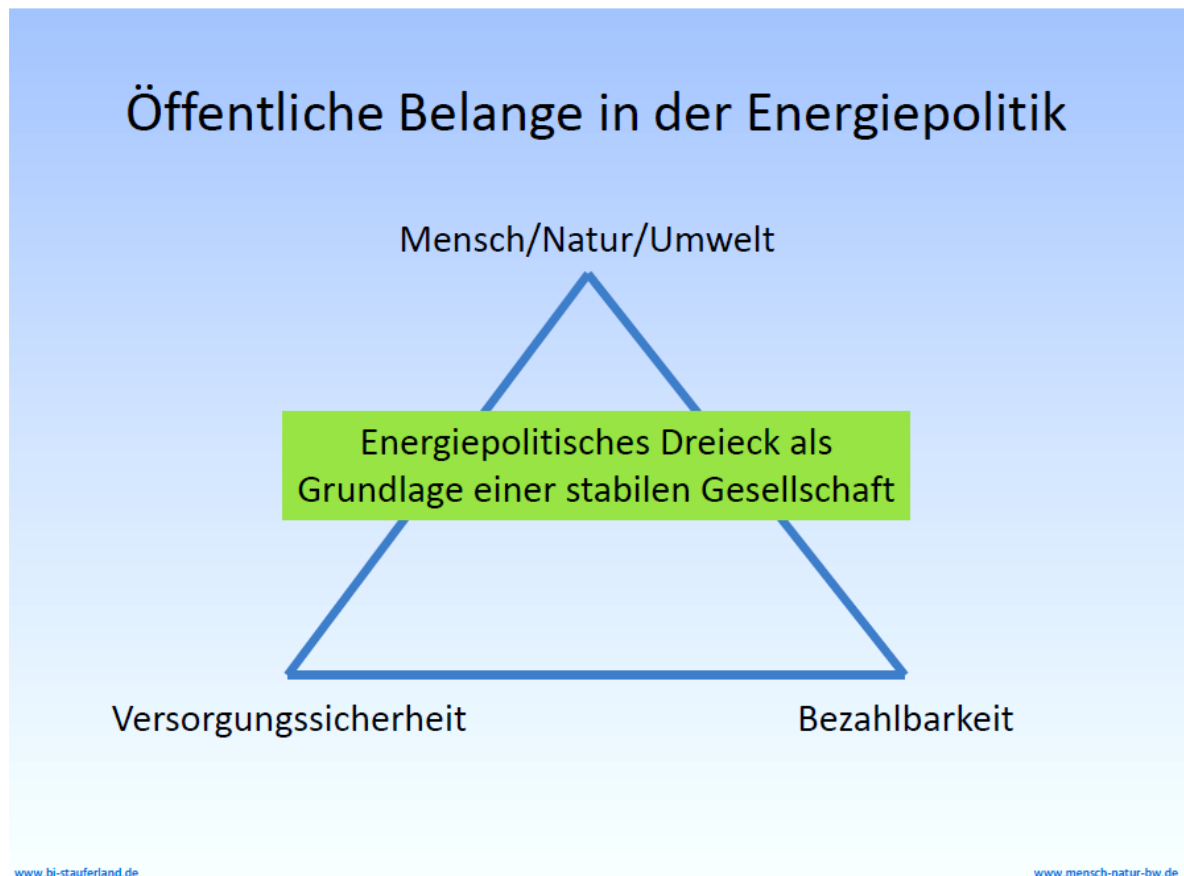 Öffentliche Belange in der Energiepolitik
Mensch/Natur/Umwelt
Energiepolitisches Dreieck als
Grundlage einer stabilen Gesellschaft
Versorgungssicherheit
Bezahlbarkeit
www.bi-stauferland.de
www.mensch-natur-bw.de